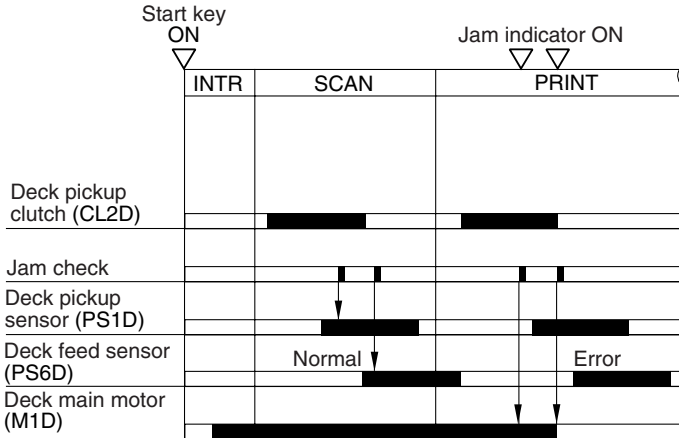 Start key
ON
Jam indicator ON
INTR
SCAN
PRINT
Deck pickup
clutch (CL2D)
Jam check
Deck pickup
sensor (PS1D)
Deck feed sensor
(PS6D)
Normal
Error
Deck main motor
(M1D)